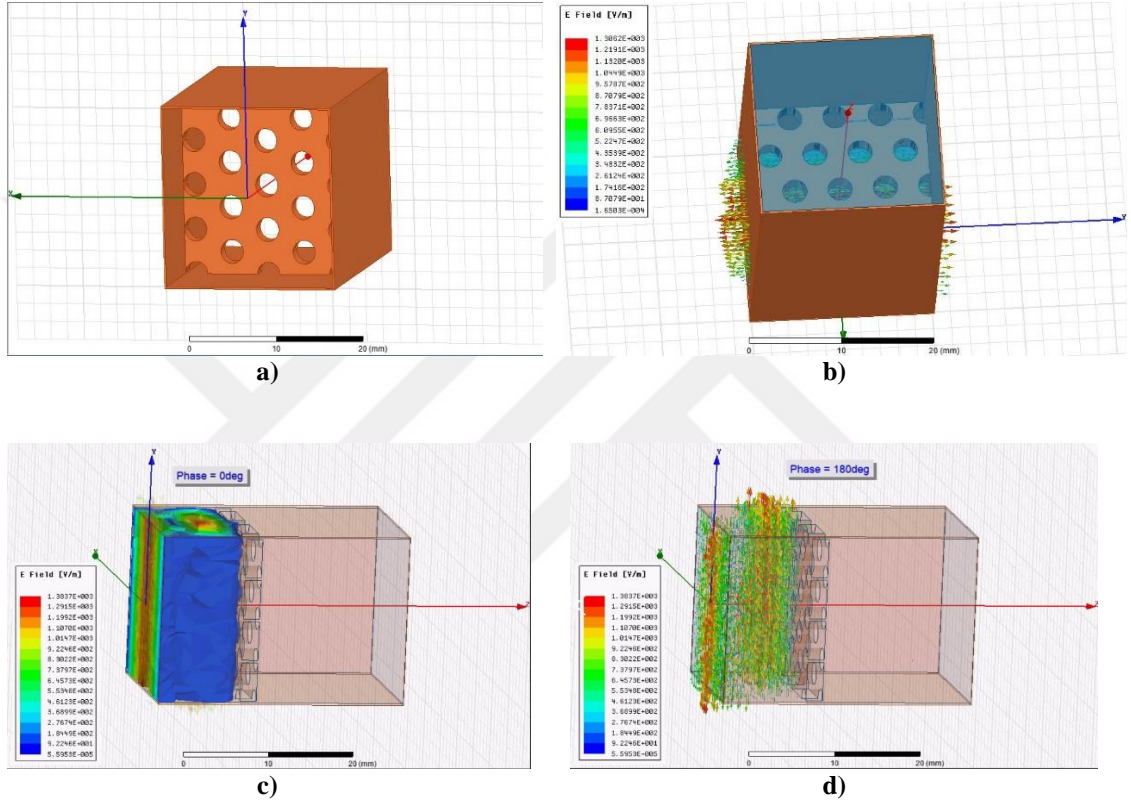 0 10 20 (mm)
a)
E Field [V/m]
1.3062E+003
1.2191E+003
1.1320E+003
1.0449E+003
9.5787E+002
8.7079E+002
7.8371E+002
6.9663E+002
6.0955E+002
5.2247E+002
4.3539E+002
3.4832E+002
2.6124E+002
1.7416E+002
8.7079E+001
1.6503E-004
0 10 20 (mm)
b)
Phase = 0deg
E Field [V/m]
1.3837E+003
1.2915E+003
1.1992E+003
1.1070E+003
1.0147E+003
9.2246E+002
8.3022E+002
7.3797E+002
6.4573E+002
5.5348E+002
4.6123E+002
3.6899E+002
2.7674E+002
1.8449E+002
9.2246E+001
5.5953E-005
0 10 20 (mm)
c)
Phase = 180deg
E Field [V/m]
1.3837E+003
1.2915E+003
1.1992E+003
1.1070E+003
1.0147E+003
9.2246E+002
8.3022E+002
7.3797E+002
6.4573E+002
5.5348E+002
4.6123E+002
3.6899E+002
2.7674E+002
1.8449E+002
9.2246E+001
5.5953E-005
0 10 20 (mm)
d)